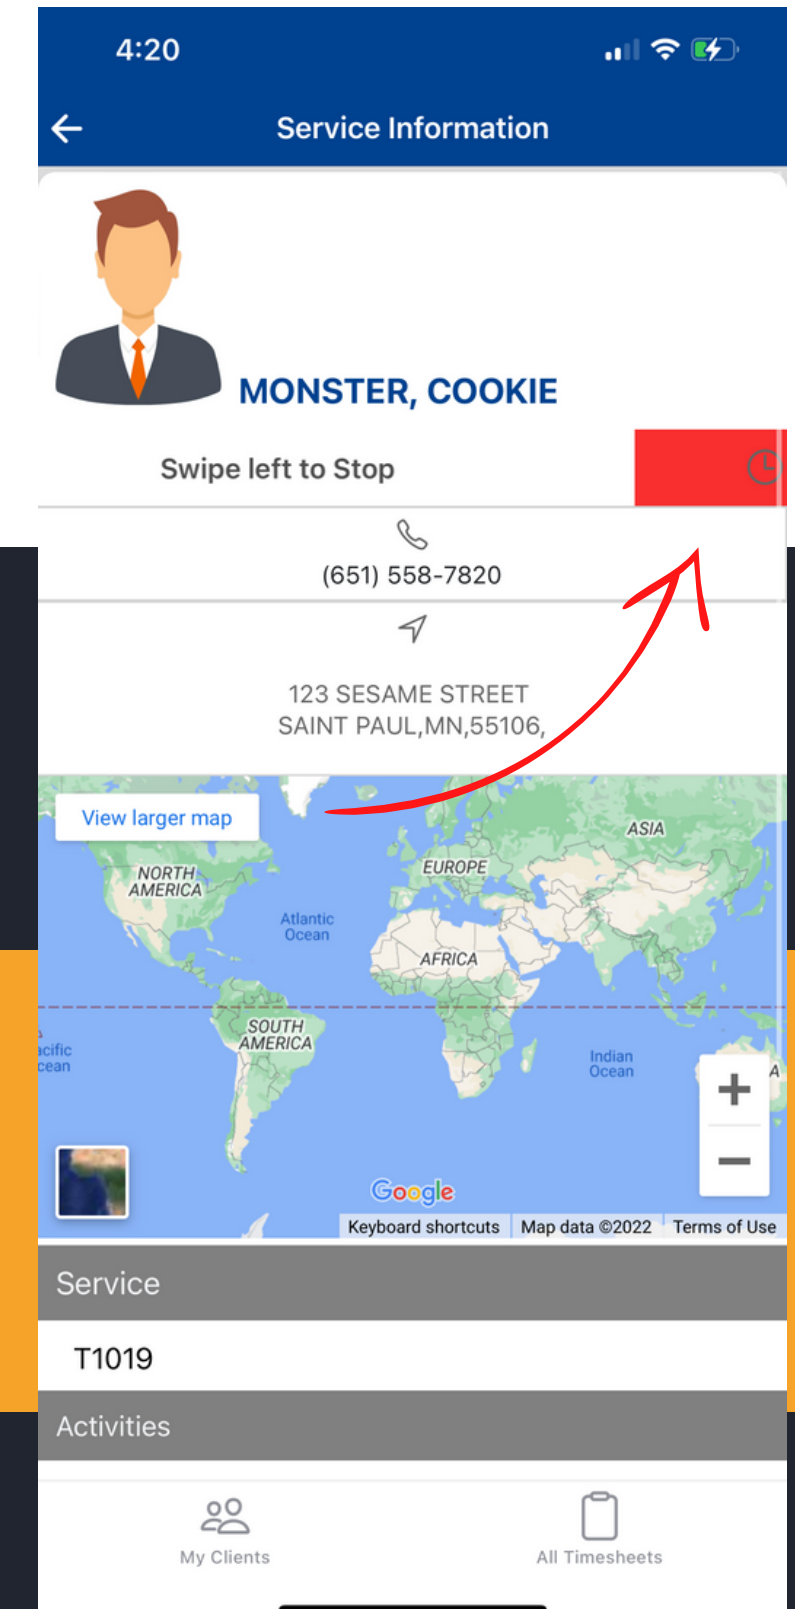 4:20
Service Information
MONSTER, COOKIE
Swipe left to Stop
(651) 558-7820
123 SESAME STREET
SAINT PAUL,MN,55106,
View larger map
ASIA
NORTH
AMERICA
EUROPE
Atlantic
Ocean
AFRICA
SOUTH
AMERICA
acific
cean
Indian
Ocean
A
+
−
Google
Keyboard shortcuts
Map data ©2022
Terms of Use
Service
T1019
Activities
My Clients
All Timesheets